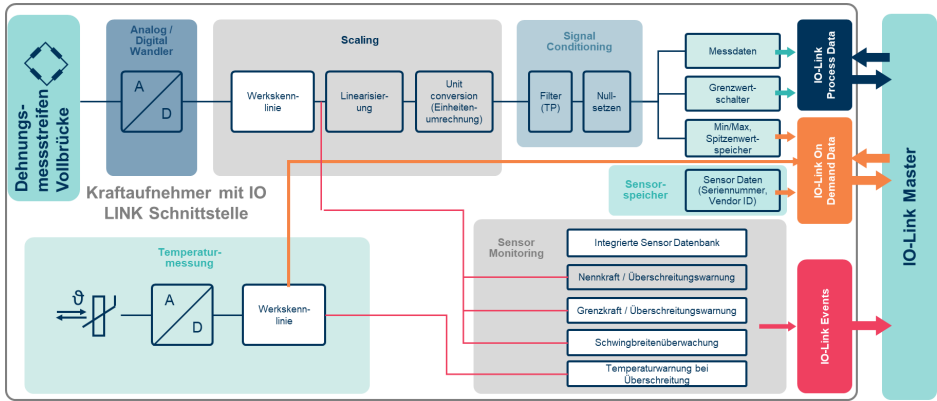 Dehnungs-
messstreifen
Vollbrücke
Analog /
Digital
Wandler
A
D
Scaling
Werkskenn-
linie
Linearisier-
ung
Unit
conversion
(Einheiten-
umrechnung)
Signal
Conditioning
Filter
(TP)
Null-
setzen
Messdaten
Grenzwert-
schalter
Min/Max,
Spitzenwert-
speicher
IO-Link
Process Data
IO-Link On
Demand Data
IO-Link Master
Kraftaufnehmer mit IO
LINK Schnittstelle
Sensor-
speicher
Sensor Daten
(Seriennummer,
Vendor ID)
Temperatur-
messung
ϑ
A
D
Werkskenn-
linie
Sensor
Monitoring
Integrierte Sensor Datenbank
Nennkraft / Überschreitungswarnung
Grenzkraft / Überschreitungswarnung
Schwingbreitenüberwachung
Temperaturwarnung bei
Überschreitung
IO-Link Events